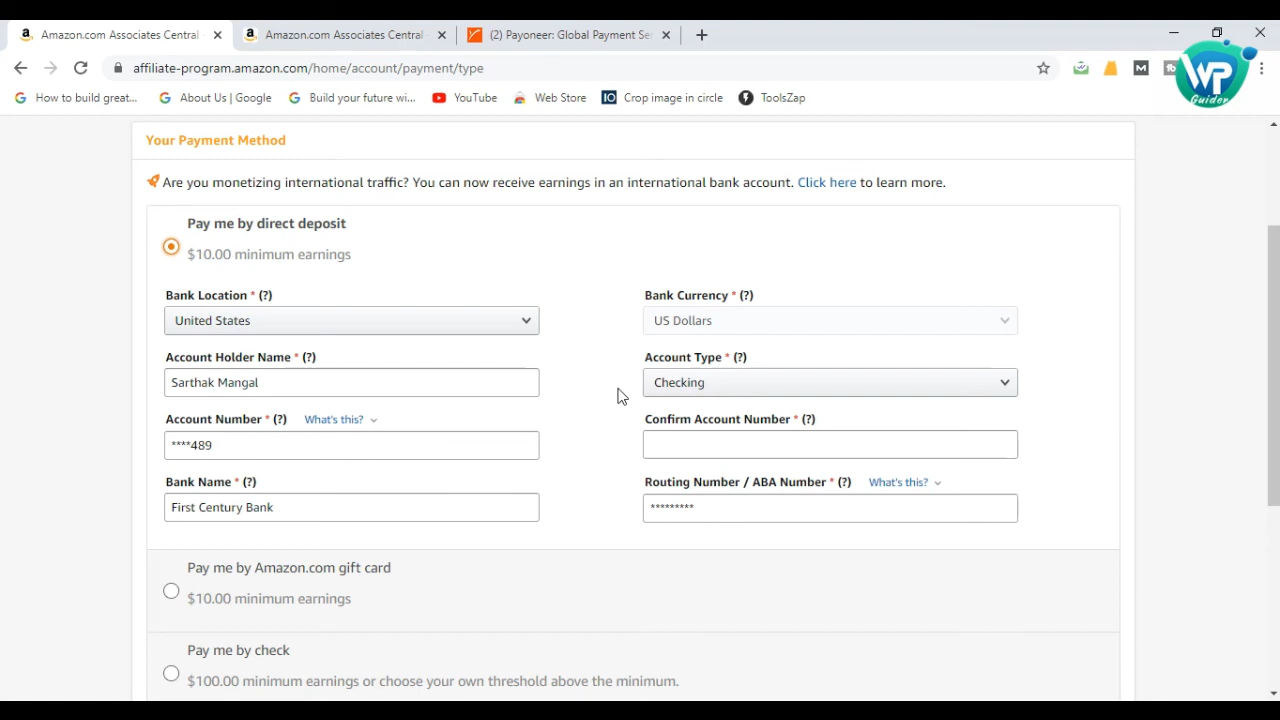 Amazon.com Associates Central -
Amazon.com Associates Central -
(2) Payoneer: Global Payment Se
affiliate-program.amazon.com/home/account/payment/type
How to build great...
About Us | Google
Build your future wi...
YouTube
Web Store
IO
Crop image in circle
ToolsZap
WP
Guider
Your Payment Method
Are you monetizing international traffic? You can now receive earnings in an international bank account. Click here to learn more.
Pay me by direct deposit
$10.00 minimum earnings
Bank Location * (?)
Bank Currency * (?)
United States
US Dollars
Account Holder Name * (?)
Account Type * (?)
Sarthak Mangal
Checking
Account Number * (?) What's this?
Confirm Account Number * (?)
****489
Bank Name * (?)
Routing Number / ABA Number * (?) What's this?
First Century Bank
*********
Pay me by Amazon.com gift card
$10.00 minimum earnings
Pay me by check
$100.00 minimum earnings or choose your own threshold above the minimum.